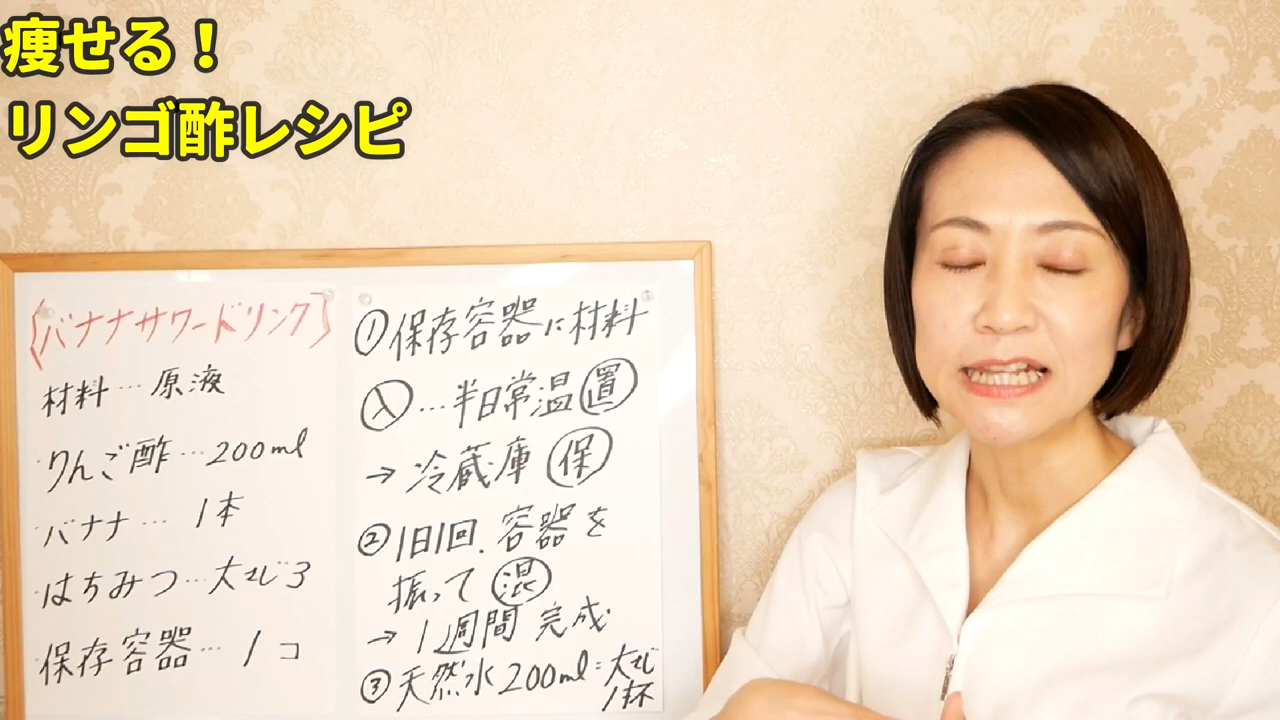 痩せる！
リンゴ酢レシピ
〔バナナサワードリンク〕
材料…原液
りんご酢…200ml
バナナ… 1本
はちみつ…大さじ3
保存容器…1コ
①保存容器に材料
入…半日常温置
→冷蔵庫保
②1日1回.容器を
振って混
→1週間完成
③天然水200ml:大さじ
1杯